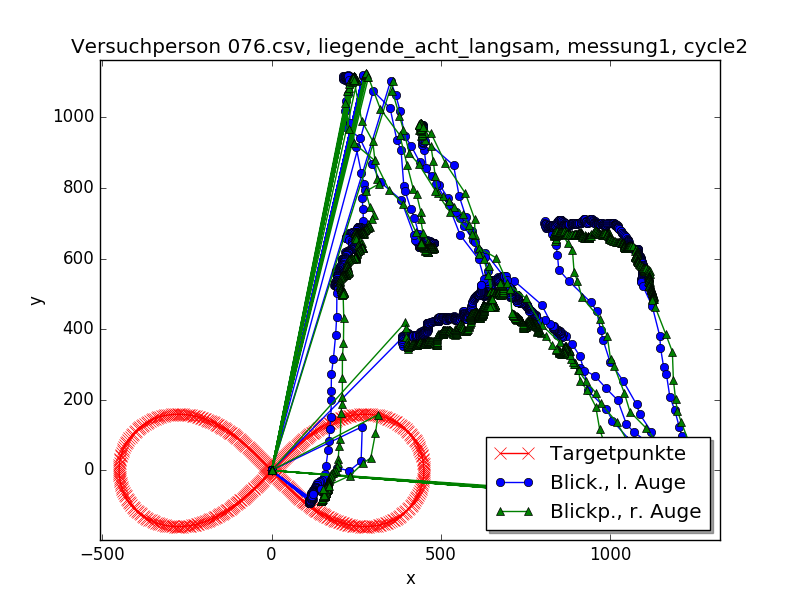 Versuchperson 076.csv, liegende_acht_langsam, messung1, cycle2
1000
800
600
400
200
0
y
−500
0
500
1000
x
Targetpunkte
Blick., l. Auge
Blickp., r. Auge